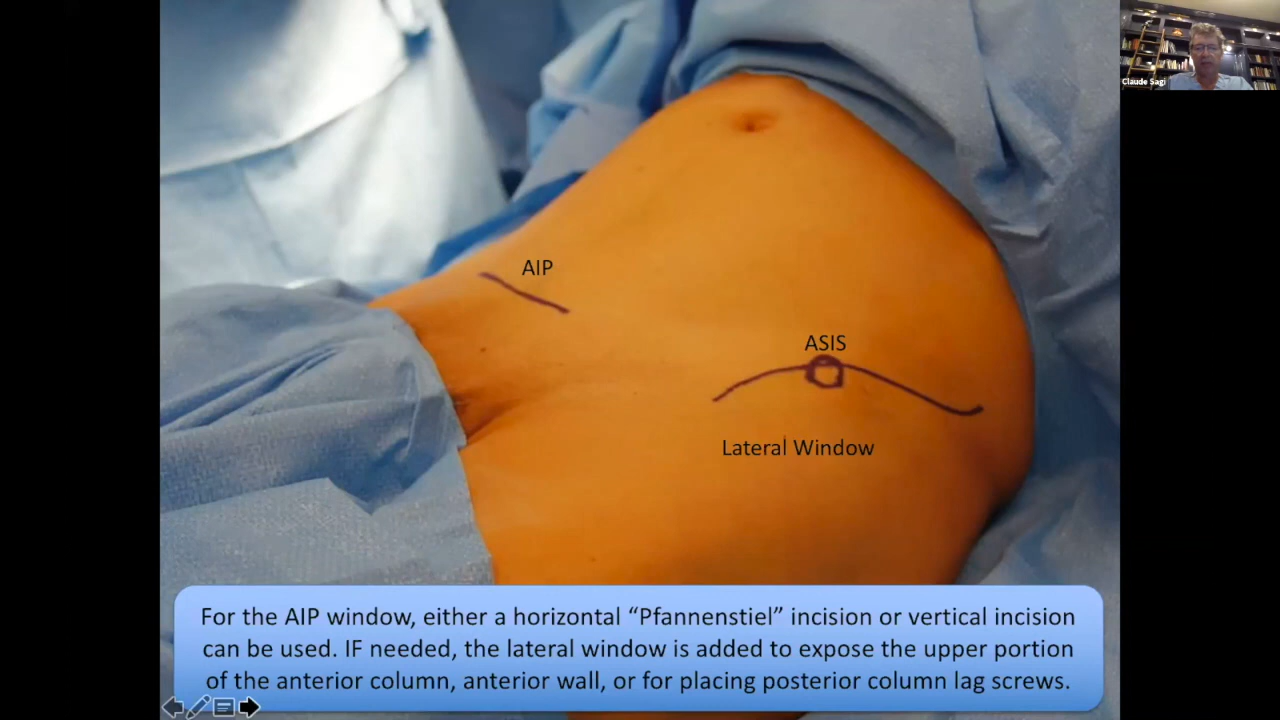 Claude Sagi
AIP
ASIS
Lateral Window
For the AIP window, either a horizontal “Pfannenstiel” incision or vertical incision
can be used. IF needed, the lateral window is added to expose the upper portion
of the anterior column, anterior wall, or for placing posterior column lag screws.